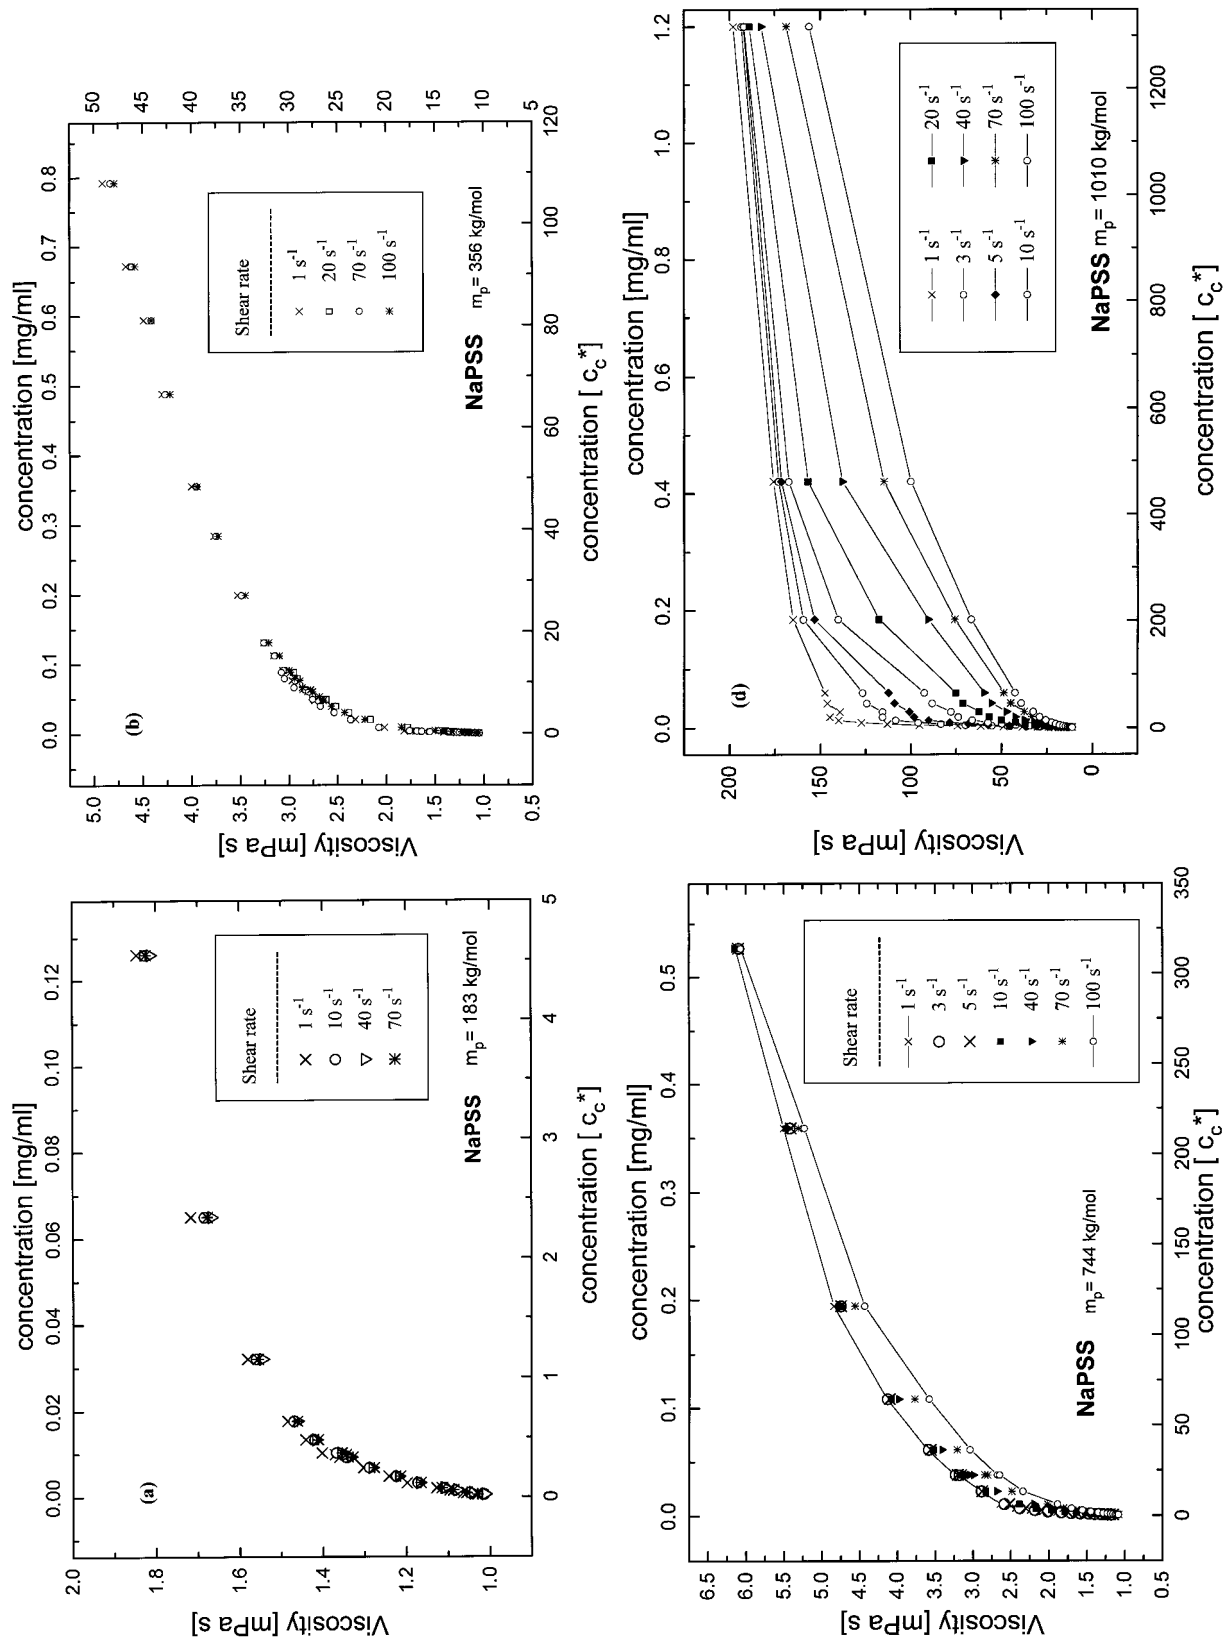 (a)
concentration [mg/ml]
0.00
0.02
0.04
0.06
0.08
0.10
0.12
Viscosity [mPa s]
2.0
1.8
1.6
1.4
1.2
1.0
Shear rate
1 s⁻¹
10 s⁻¹
40 s⁻¹
70 s⁻¹
NaPSS m_p= 183 kg/mol
0
1
2
3
4
5
concentration [ c_c*]
(b)
concentration [mg/ml]
0.0
0.1
0.2
0.3
0.4
0.5
0.6
0.7
0.8
Viscosity [mPa s]
5.0
4.5
4.0
3.5
3.0
2.5
2.0
1.5
1.0
0.5
50
45
40
35
30
25
20
15
10
5
Shear rate
1 s⁻¹
20 s⁻¹
70 s⁻¹
100 s⁻¹
NaPSS m_p= 356 kg/mol
0
20
40
60
80
100
120
concentration [ c_c*]
concentration [mg/ml]
0.0
0.1
0.2
0.3
0.4
0.5
Viscosity [mPa s]
6.5
6.0
5.5
5.0
4.5
4.0
3.5
3.0
2.5
2.0
1.5
1.0
0.5
Shear rate
1 s⁻¹
3 s⁻¹
5 s⁻¹
10 s⁻¹
40 s⁻¹
70 s⁻¹
100 s⁻¹
NaPSS m_p= 744 kg/mol
0
50
100
150
200
250
300
350
concentration [ c_c*]
(d)
concentration [mg/ml]
0.0
0.2
0.4
0.6
0.8
1.0
1.2
Viscosity [mPa s]
200
150
100
50
0
1 s⁻¹ 20 s⁻¹
3 s⁻¹ 40 s⁻¹
5 s⁻¹ 70 s⁻¹
10 s⁻¹ 100 s⁻¹
NaPSS m_p= 1010 kg/mol
0
200
400
600
800
1000
1200
concentration [ c_c*]